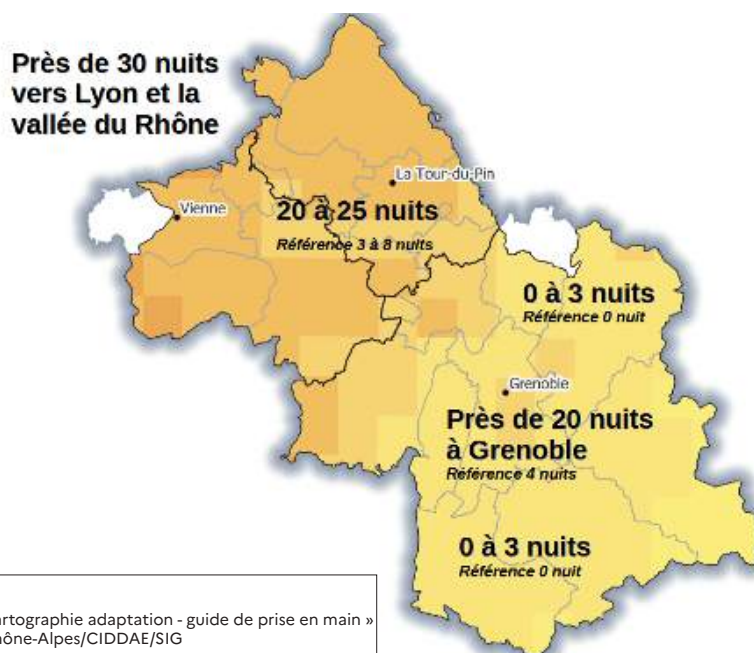 Près de 30 nuits
vers Lyon et la
vallée du Rhône
La Tour-du-Pin
Vienne
20 à 25 nuits
Référence 3 à 8 nuits
0 à 3 nuits
Référence 0 nuit
Grenoble
Près de 20 nuits
à Grenoble
Référence 4 nuits
0 à 3 nuits
Référence 0 nuit
artographie adaptation - guide de prise en main »
hône-Alpes/CIDDAE/SIG